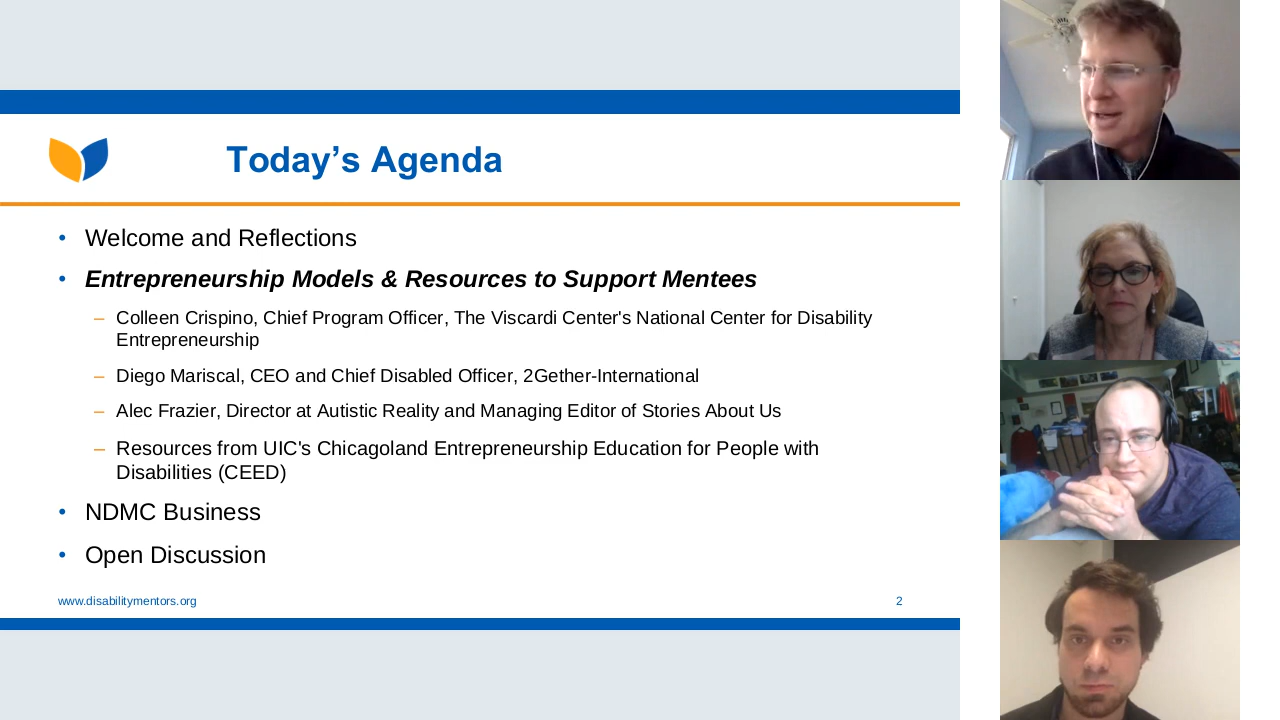 Today’s Agenda
• Welcome and Reflections
• Entrepreneurship Models & Resources to Support Mentees
– Colleen Crispino, Chief Program Officer, The Viscardi Center's National Center for Disability
Entrepreneurship
– Diego Mariscal, CEO and Chief Disabled Officer, 2Gether-International
– Alec Frazier, Director at Autistic Reality and Managing Editor of Stories About Us
– Resources from UIC's Chicagoland Entrepreneurship Education for People with
Disabilities (CEED)
• NDMC Business
• Open Discussion
www.disabilitymentors.org
2